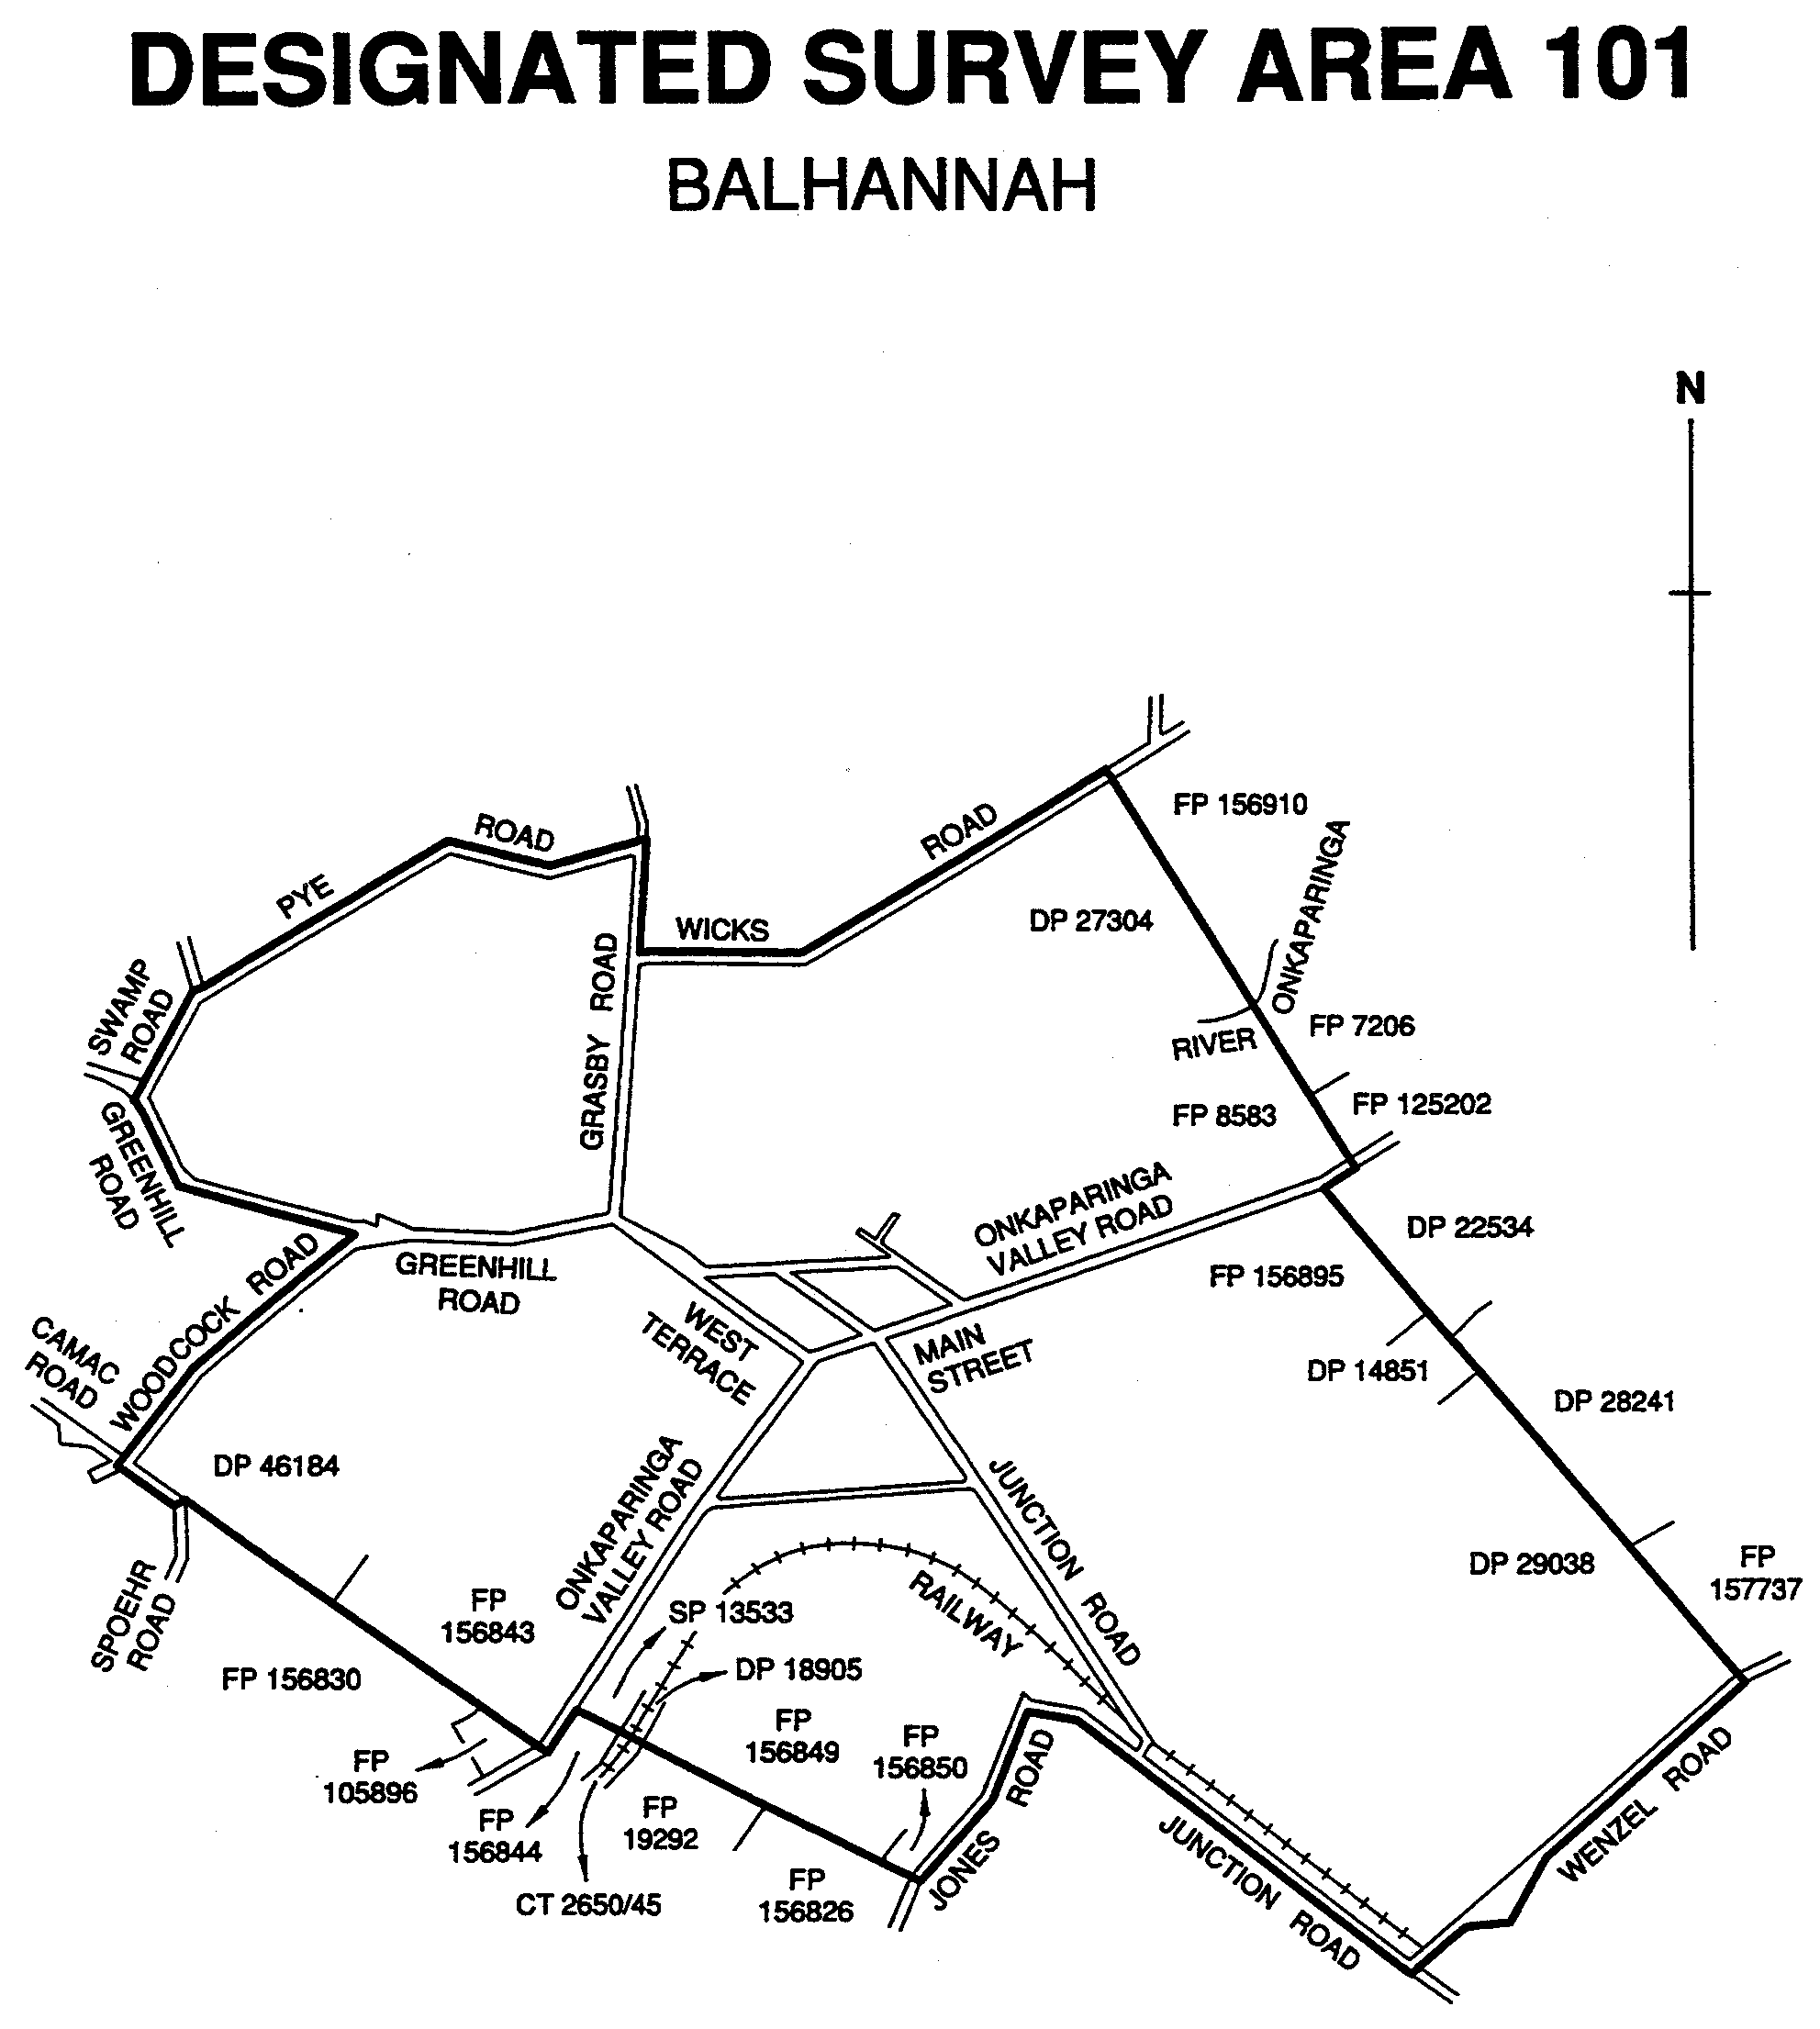 DESIGNATED SURVEY AREA 101
BALHANNAH
N
FP 156910
ROAD
ROAD
PYE
WICKS
DP 27304
ONKAPARINGA
RIVER
FP 7206
SWAMP
ROAD
GRASBY ROAD
FP 8583
FP 125202
GREENHILL
ROAD
ONKAPARINGA
VALLEY ROAD
DP 22534
WOODCOCK ROAD
GREENHILL
ROAD
FP 156895
CAMAC
ROAD
WEST
TERRACE
MAIN
STREET
DP 14851
DP 28241
DP 46184
ONKAPARINGA
VALLEY ROAD
JUNCTION ROAD
DP 29038
FP
157737
SPOEHR
ROAD
FP
156843
SP 13533
RAILWAY
FP 156830
DP 18905
FP
156849
FP
156850
FP
105896
FP
156844
FP
19292
JONES ROAD
WENZEL ROAD
JUNCTION ROAD
CT 2650/45
FP
156826